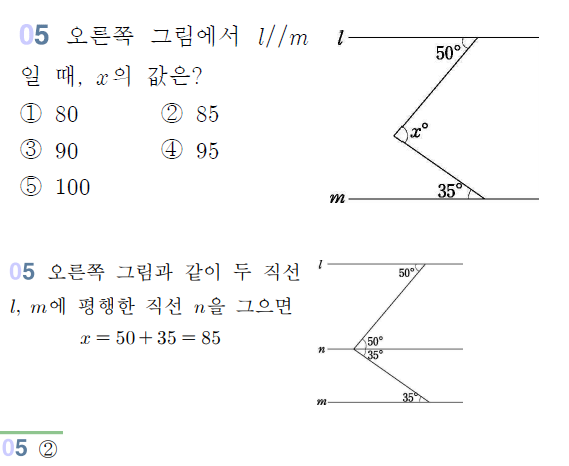 05 오른쪽 그림에서 l//m
일 때, x의 값은?
① 80 ② 85
③ 90 ④ 95
⑤ 100
l
50°
x°
35°
m
05 오른쪽 그림과 같이 두 직선
l, m에 평행한 직선 n을 그으면
x=50+35=85
l
50°
n
50°
35°
35°
m
05 ②